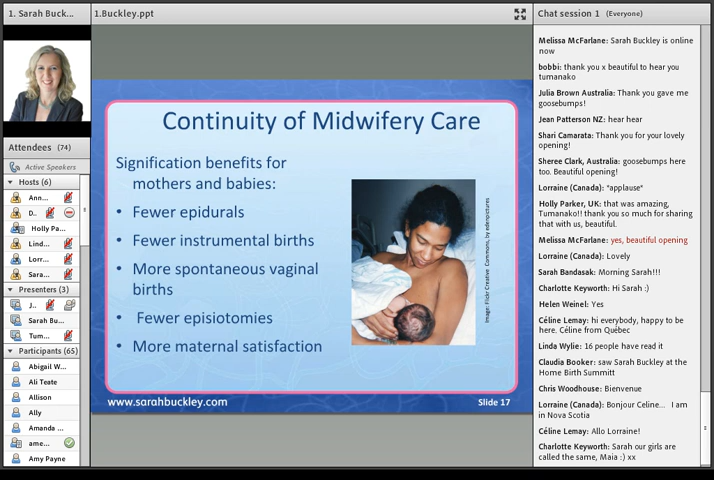 1. Sarah Buck...
Attendees (74)
Active Speakers
Hosts (6)
Ann...
D..
Holly Pa...
Lind...
Lorr...
Sara...
Presenters (3)
J..
Sarah Bu...
Tum...
Participants (65)
Abigail W...
Ali Teate
Allison
Ally
Amanda ...
ame...
Amy Payne
1.Buckley.ppt
Continuity of Midwifery Care
Signification benefits for
mothers and babies:
• Fewer epidurals
• Fewer instrumental births
• More spontaneous vaginal
births
• Fewer episiotomies
• More maternal satisfaction
Image: Flickr Creative Commons, by edenpictures
www.sarahbuckley.com
Slide 17
Chat session 1 (Everyone)
Melissa McFarlane: Sarah Buckley is online
now
bobbi: thank you x beautiful to hear you
tumanako
Julia Brown Australia: Thank you gave me
goosebumps!
Jean Patterson NZ: hear hear
Shari Camarata: Thank you for your lovely
opening!
Sheree Clark, Australia: goosebumps here
too. Beautiful opening!
Lorraine (Canada): *applause*
Holly Parker, UK: that was amazing,
Tumanako!! thank you so much for sharing
that with us, beautiful.
Melissa McFarlane: yes, beautiful opening
Lorraine (Canada): Lovely
Sarah Bandasak: Morning Sarah!!!
Charlotte Keyworth: Hi Sarah :)
Helen Weinel: Yes
Céline Lemay: hi everybody, happy to be
here. Céline from Québec
Linda Wylie: 16 people have read it
Claudia Booker: saw Sarah Buckley at the
Home Birth Summitt
Chris Woodhouse: Bienvenue
Lorraine (Canada): Bonjour Celine... I am
in Nova Scotia
Céline Lemay: Allo Lorraine!
Charlotte Keyworth: Sarah our girls are
called the same, Maia :) xx